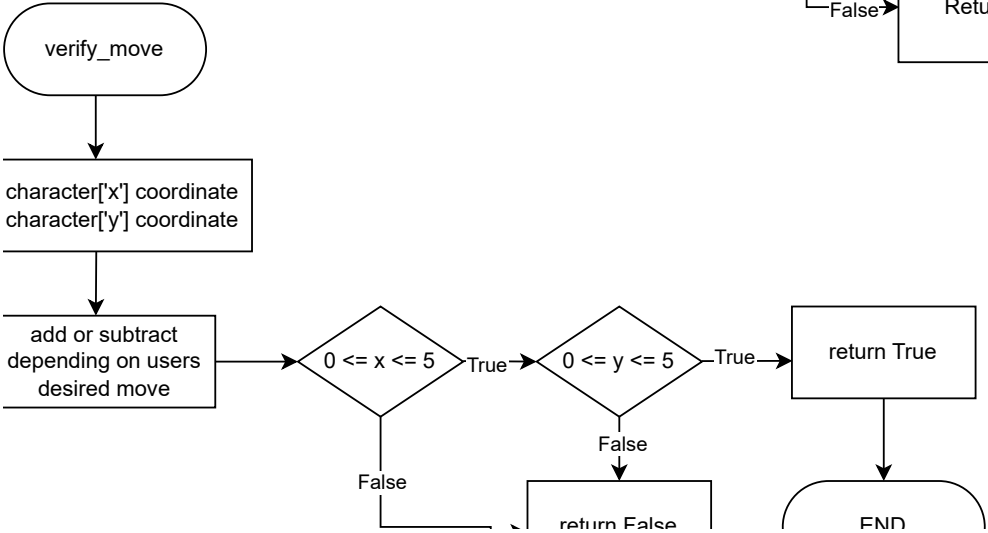 False
verify_move
character['x'] coordinate
character['y'] coordinate
add or subtract
depending on users
desired move
0 <= x <= 5
True
0 <= y <= 5
True
return True
False
False
return False
END